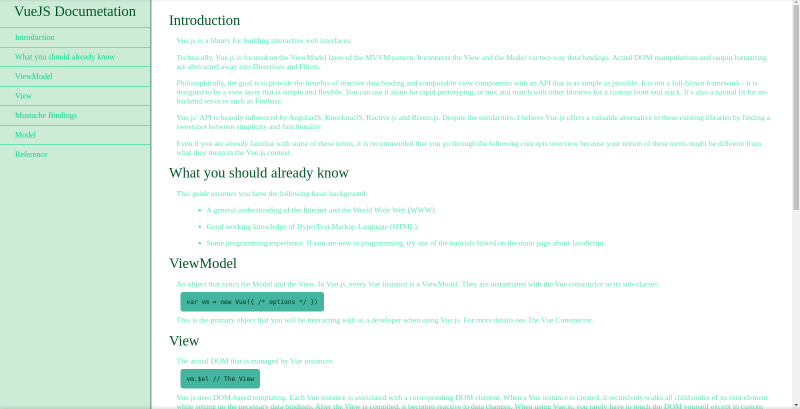 VueJS Documetation
Introduction
What you should already know
ViewModel
View
Mustache Bindings
Model
Reference
Introduction
Vue.js is a library for building interactive web interfaces.
Technically, Vue.js is focused on the ViewModel layer of the MVVM pattern. It connects the View and the Model via two way data bindings. Actual DOM manipulations and output formatting
are abstracted away into Directives and Filters.
Philosophically, the goal is to provide the benefits of reactive data binding and composable view components with an API that is as simple as possible. It is not a full-blown framework - it is
designed to be a view layer that is simple and flexible. You can use it alone for rapid prototyping, or mix and match with other libraries for a custom front-end stack. It's also a natural fit for no-
backend services such as Firebase.
Vue.js' API is heavily influenced by AngularJS, KnockoutJS, Ractive.js and Rivets.js. Despite the similarities, I believe Vue.js offers a valuable alternative to these existing libraries by finding a
sweetspot between simplicity and functionality.
Even if you are already familiar with some of these terms, it is recommended that you go through the following concepts overview because your notion of these terms might be different from
what they mean in the Vue.js context.
What you should already know
This guide assumes you have the following basic background:
• A general understanding of the Internet and the World Wide Web (WWW).
• Good working knowledge of HyperText Markup Language (HTML).
• Some programming experience. If you are new to programming, try one of the tutorials linked on the main page about JavaScript.
ViewModel
An object that syncs the Model and the View. In Vue.js, every Vue instance is a ViewModel. They are instantiated with the Vue constructor or its sub-classes:
var vm = new Vue({ /* options */ })
This is the primary object that you will be interacting with as a developer when using Vue.js. For more details see The Vue Constructor.
View
The actual DOM that is managed by Vue instances.
vm.$el // The View
Vue.js uses DOM-based templating. Each Vue instance is associated with a corresponding DOM element. When a Vue instance is created, it recursively walks all child nodes of its root element
while setting up the necessary data bindings. After the View is compiled, it becomes reactive to data changes. When using Vue.js, you rarely have to touch the DOM yourself except in custom